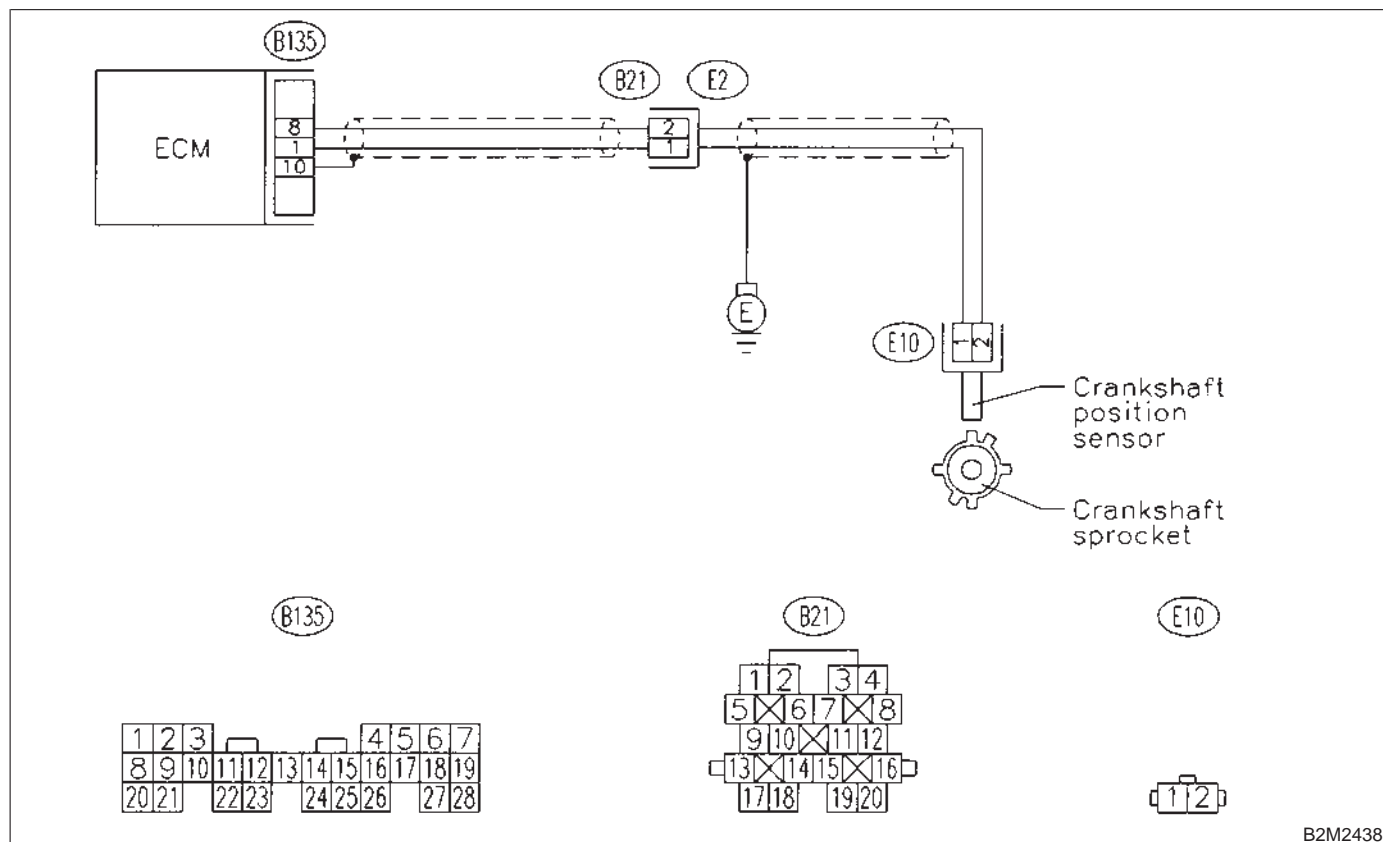 B135
B21
E2
ECM
8
1
10
2
1
E
E10
1
2
Crankshaft
position
sensor
Crankshaft
sprocket
B135
B21
E10
1 2 3 4 5 6 7
8 9 10 11 12 13 14 15 16 17 18 19
20 21 22 23 24 25 26 27 28
1 2 3 4
5 6 7 8
9 10 11 12
13 14 15 16
17 18 19 20
1 2
B2M2438